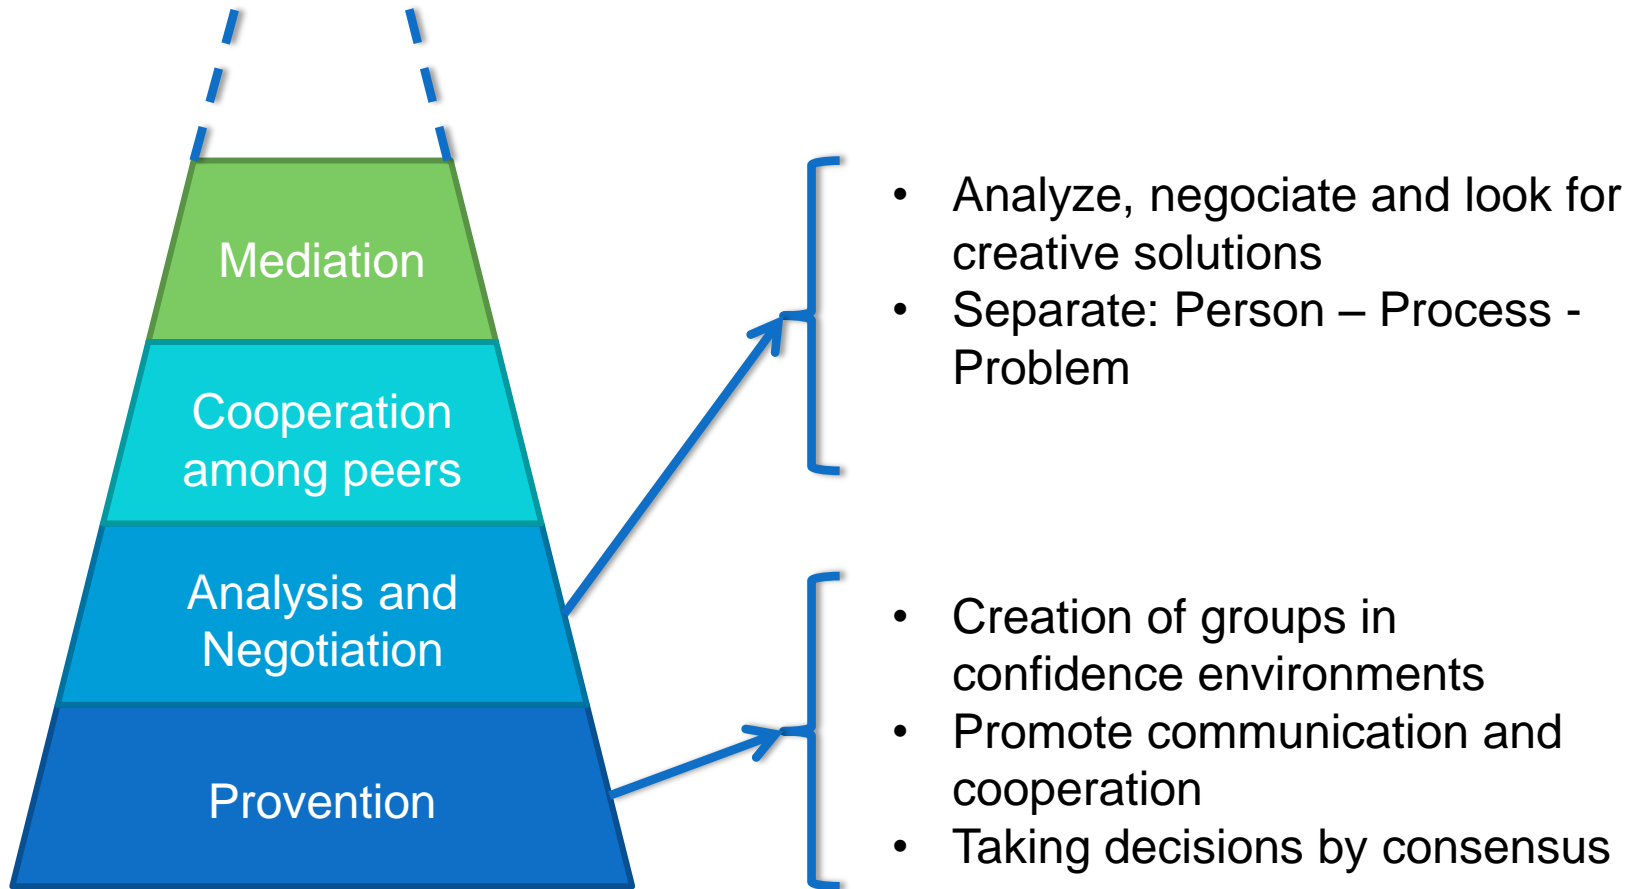 Mediation
Cooperation
among peers
Analysis and
Negotiation
Provention
• Analyze, negociate and look for
creative solutions
• Separate: Person – Process -
Problem
• Creation of groups in
confidence environments
• Promote communication and
cooperation
• Taking decisions by consensus